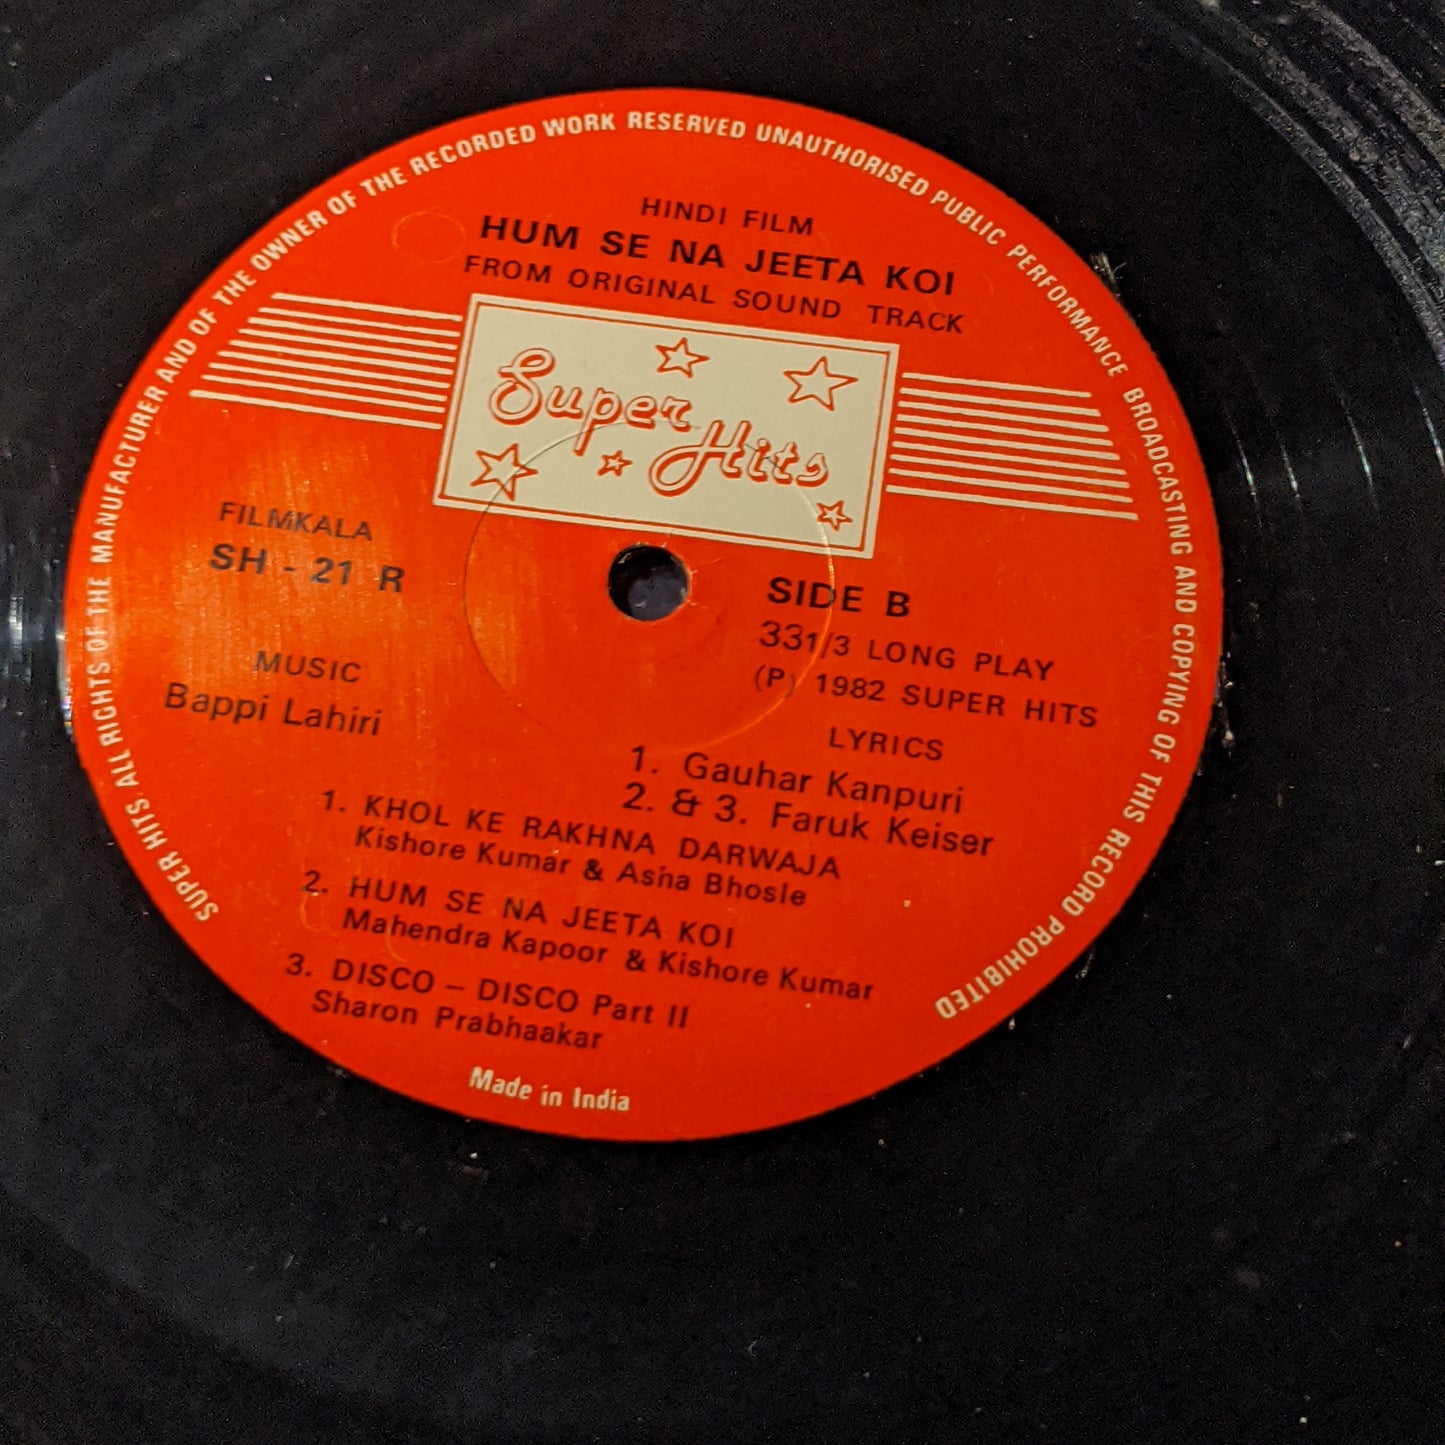 SUPER HITS. ALL RIGHTS OF THE MANUFACTURER AND OF THE OWNER OF THE RECORDED WORK RESERVED UNAUTHORISED PUBLIC PERFORMANCE BROADCASTING AND COPYING OF THIS RECORD PROHIBITED
HINDI FILM
HUM SE NA JEETA KOI
FROM ORIGINAL SOUND TRACK
Super Hits
FILMKALA
SH - 21 R
SIDE B
33 1/3 LONG PLAY
(P) 1982 SUPER HITS
MUSIC
Bappi Lahiri
LYRICS
1. Gauhar Kanpuri
2. & 3. Faruk Keiser
1. KHOL KE RAKHNA DARWAJA
Kishore Kumar & Asha Bhosle
2. HUM SE NA JEETA KOI
Mahendra Kapoor & Kishore Kumar
3. DISCO – DISCO Part II
Sharon Prabhaakar
Made in India